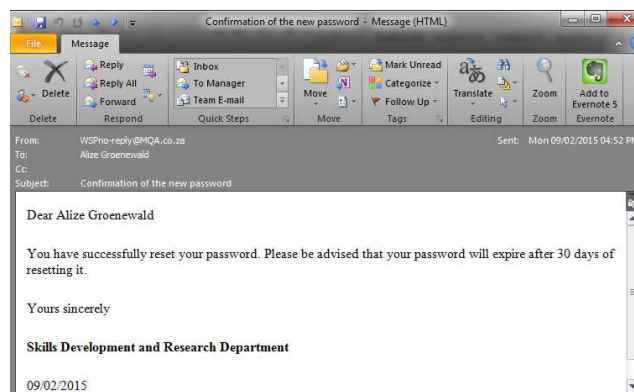 Confirmation of the new password - Message (HTML)
File Message
Delete
Reply
Reply All
Forward
Inbox
To Manager
Team E-mail
Move
Mark Unread
Categorize
Follow Up
Translate
Zoom
Add to
Evernote 5
Delete Respond Quick Steps Move Tags Editing Zoom Evernote
From: WSPno-reply@MQA.co.za Sent: Mon 09/02/2015 04:52 PM
To: Alize Groenewald
Cc:
Subject: Confirmation of the new password
Dear Alize Groenewald
You have successfully reset your password. Please be advised that your password will expire after 30 days of
resetting it.
Yours sincerely
Skills Development and Research Department
09/02/2015